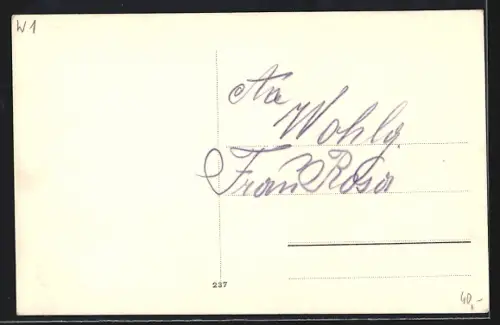 W1
An
Wohlg.
Frau Rosa
237
40,-